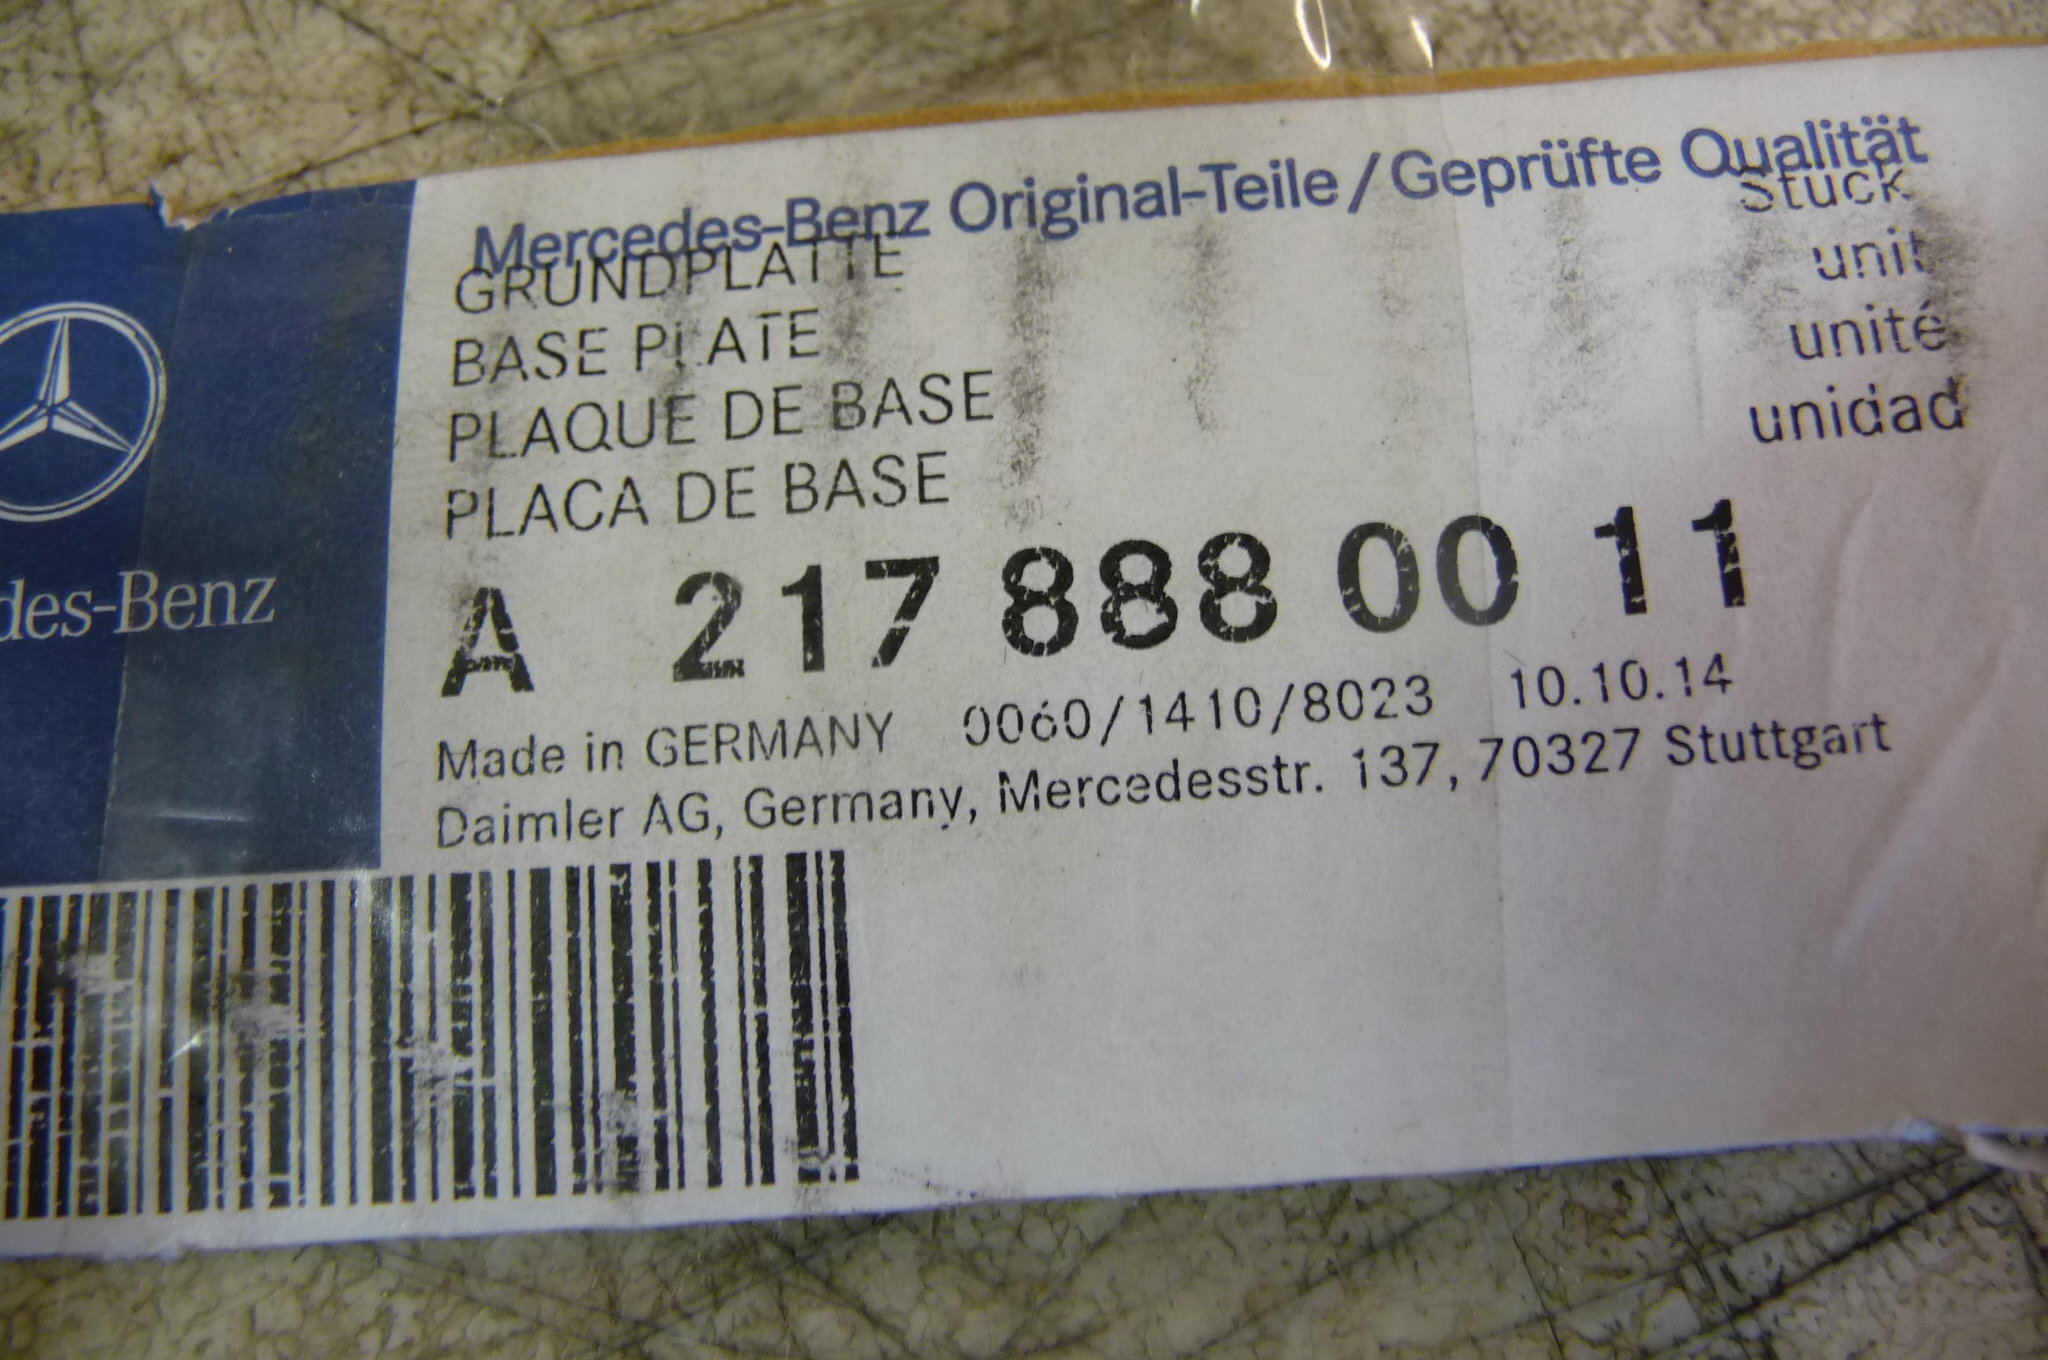 Mercedes-Benz Original-Teile/Geprüfte Qualität
GRUNDPLATTE Stück
BASE PLATE unit
PLAQUE DE BASE unité
PLACA DE BASE unidad
des-Benz
A 217 888 00 11
Made in GERMANY 0060/1410/8023 10.10.14
Daimler AG, Germany, Mercedesstr. 137, 70327 Stuttgart